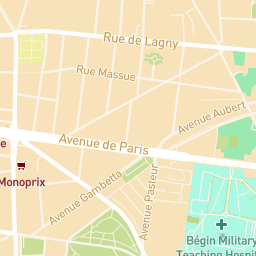 Rue de Lagny
Rue Massue
Avenue Aubert
Avenue de Paris
Monoprix
Avenue Gambetta
Avenue Pasteur
Bégin Military
Teaching Hospit